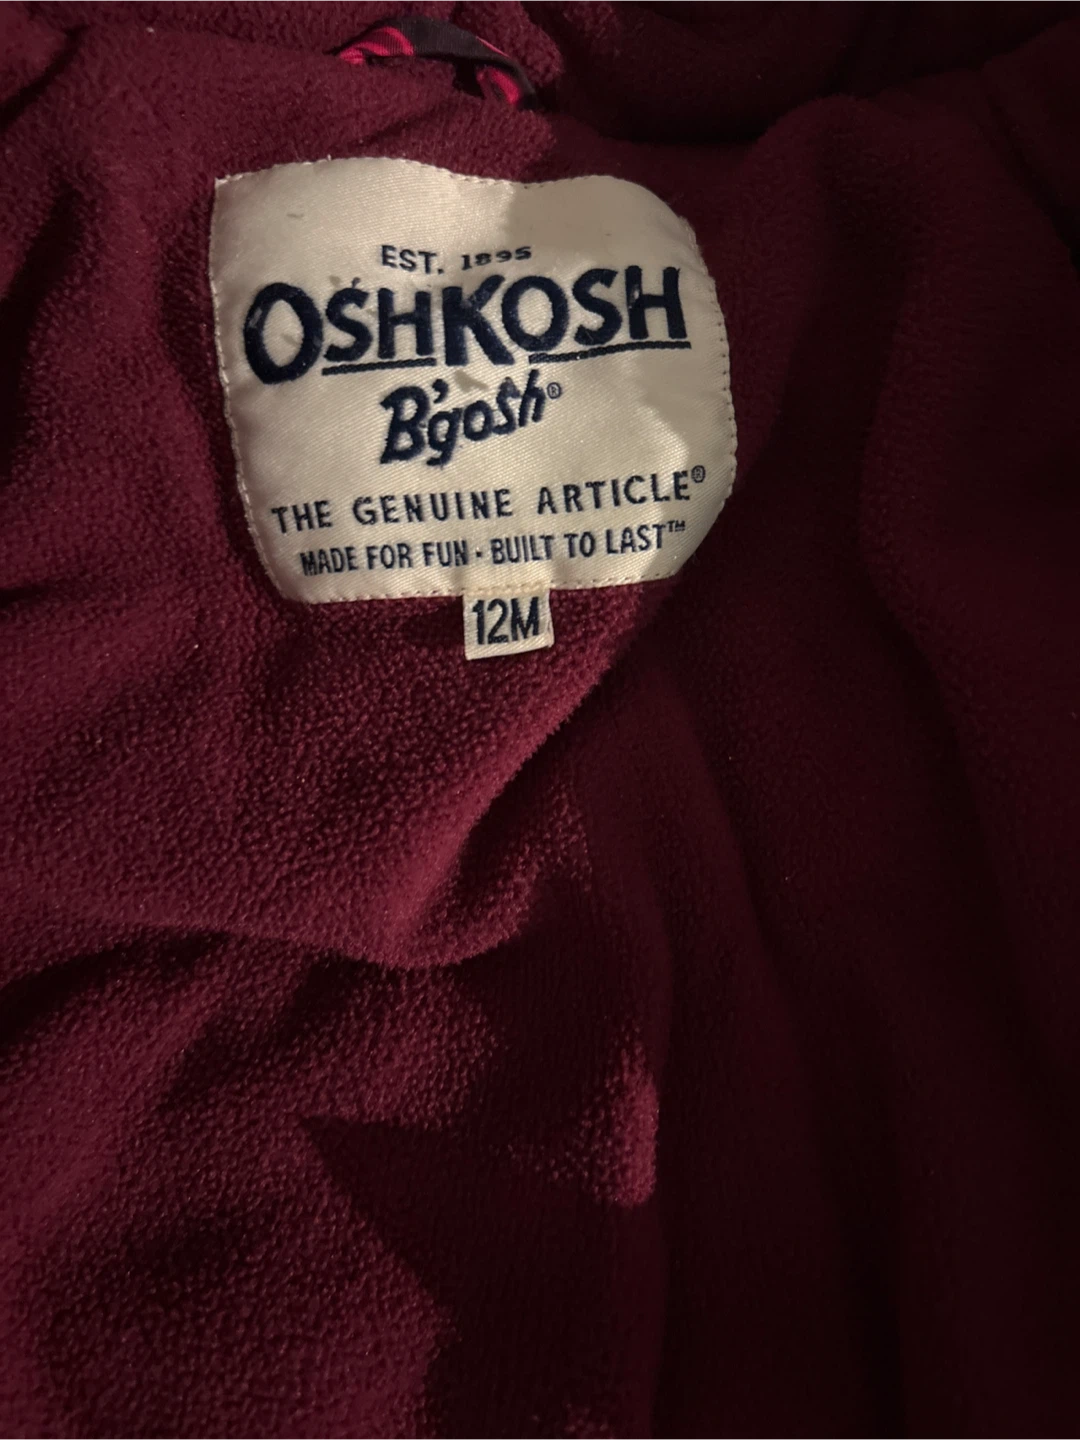 EST. 1895
OSHKOSH
B'gosh®
THE GENUINE ARTICLE®
MADE FOR FUN · BUILT TO LAST™
12M